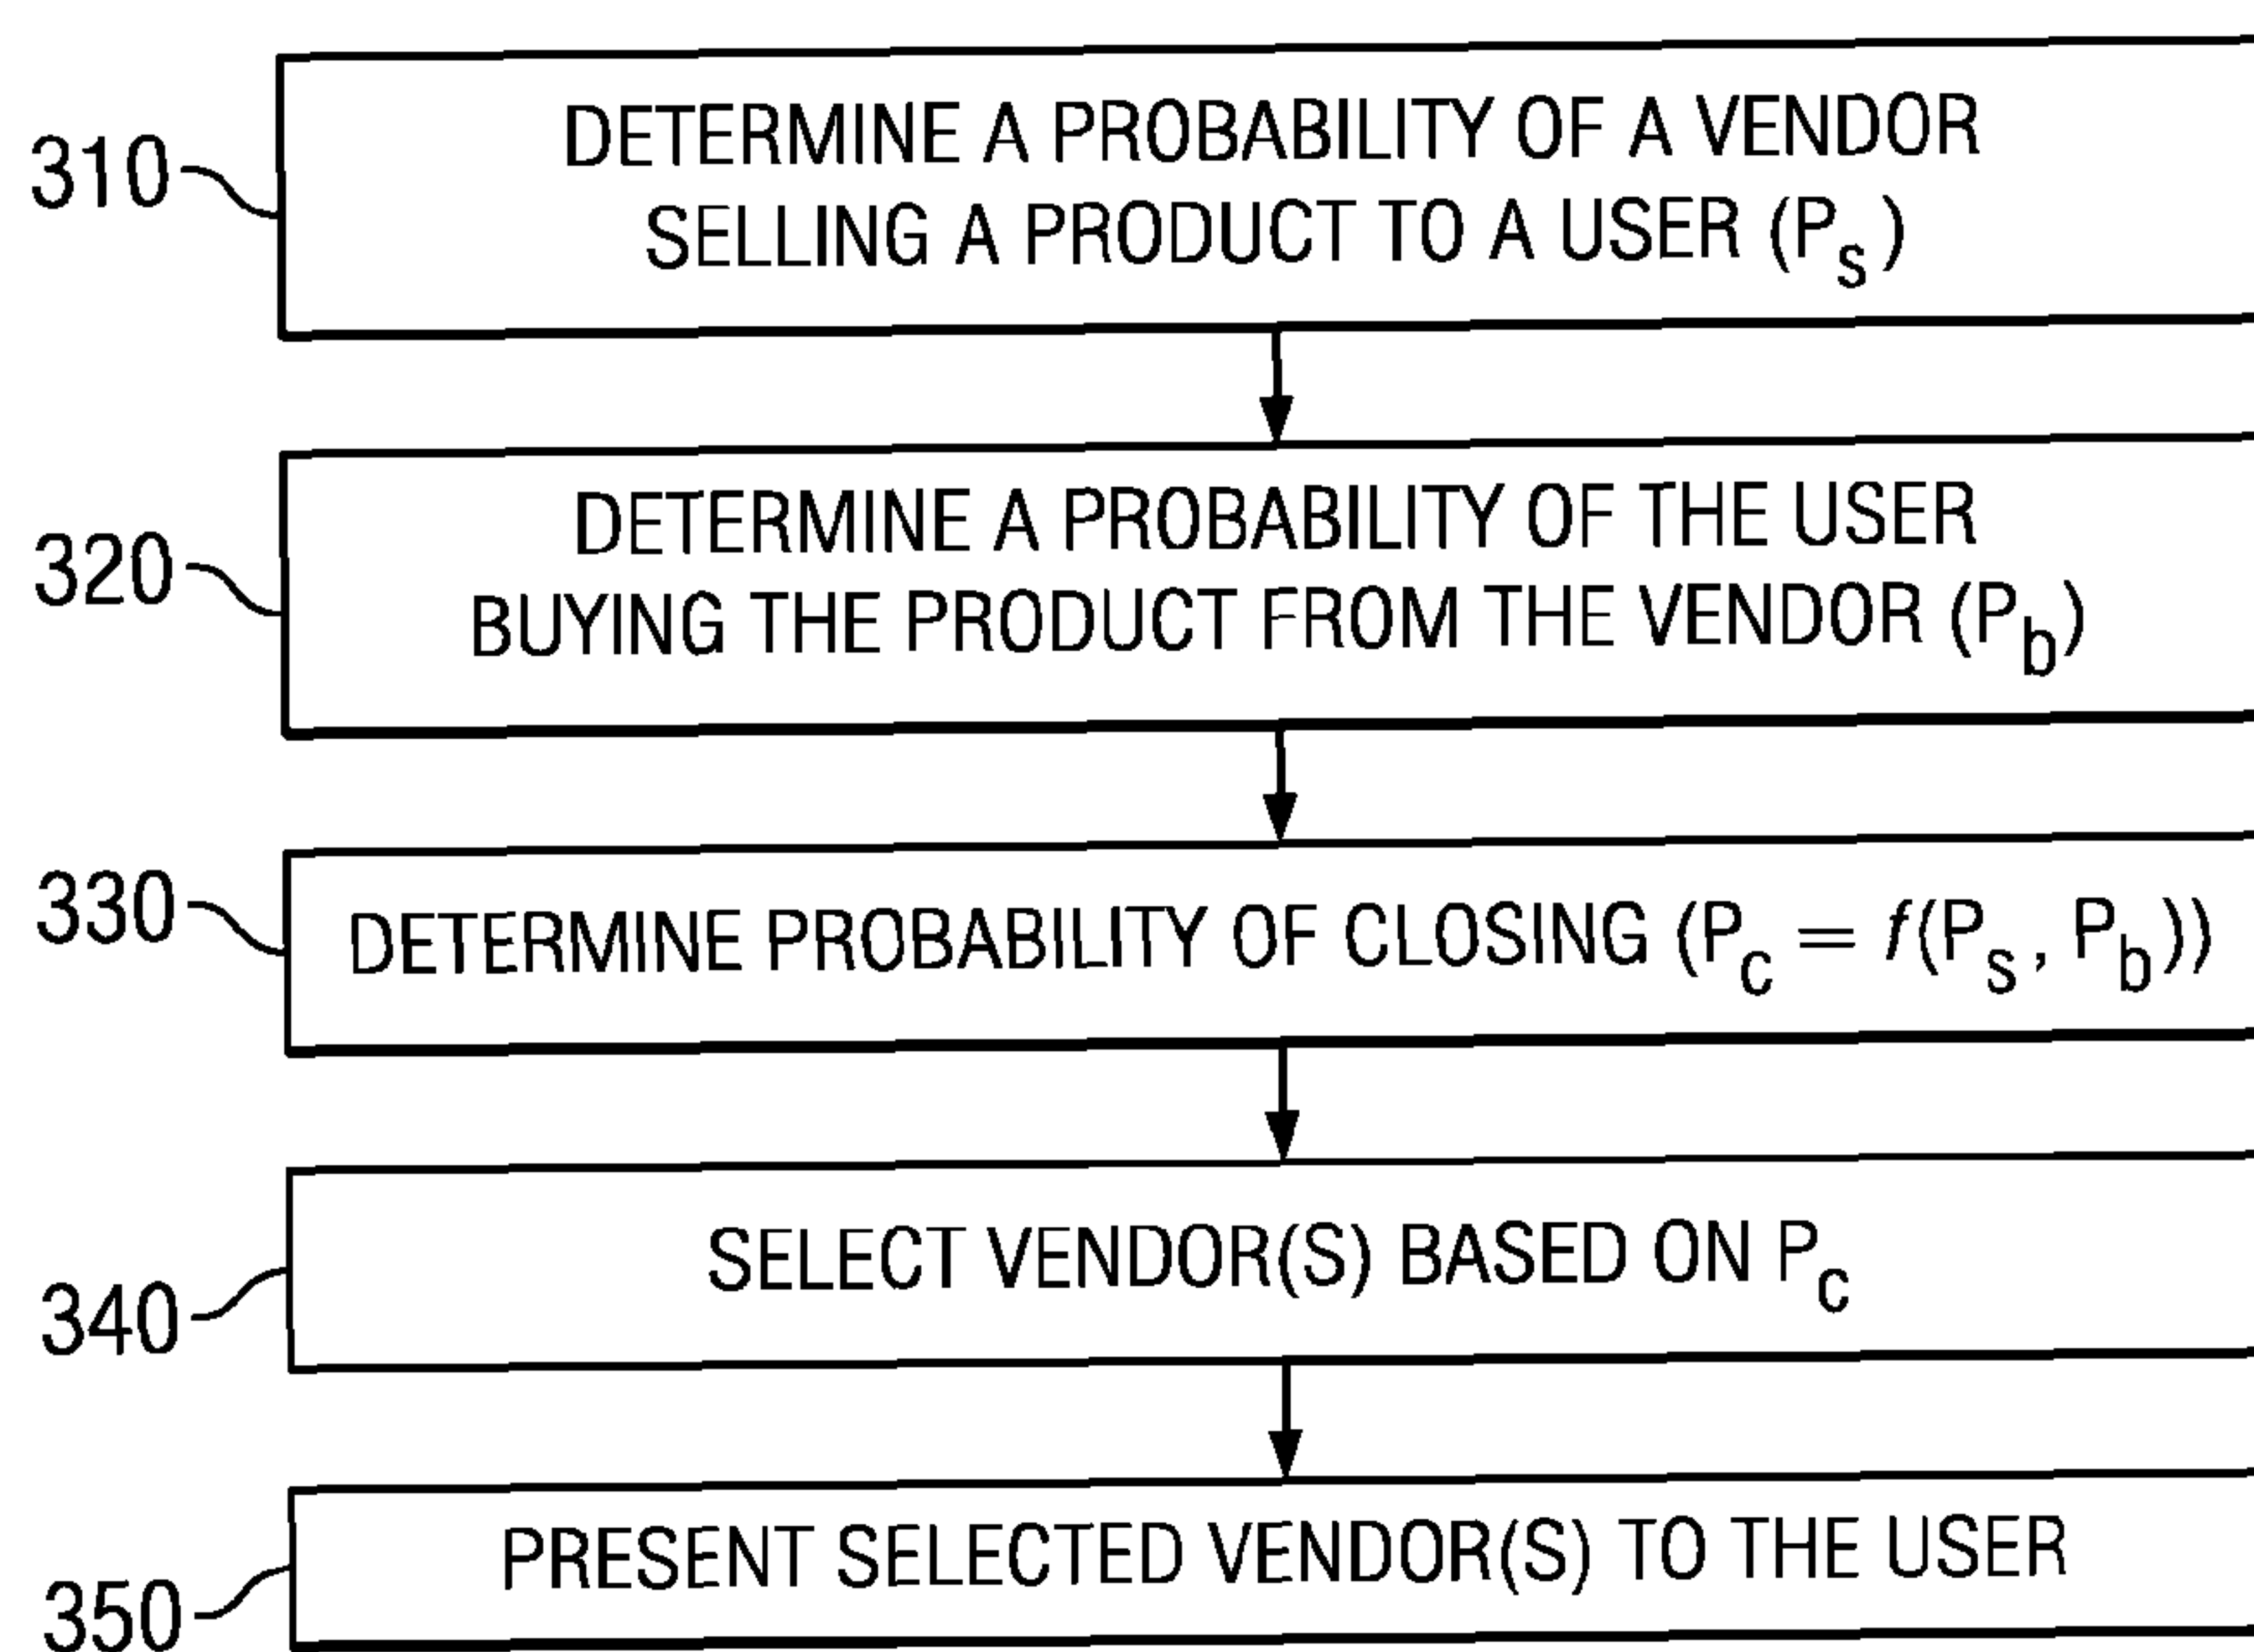 310
DETERMINE A PROBABILITY OF A VENDOR
SELLING A PRODUCT TO A USER (Ps)
320
DETERMINE A PROBABILITY OF THE USER
BUYING THE PRODUCT FROM THE VENDOR (Pb)
330
DETERMINE PROBABILITY OF CLOSING (Pc = f(Ps, Pb))
340
SELECT VENDOR(S) BASED ON Pc
350
PRESENT SELECTED VENDOR(S) TO THE USER